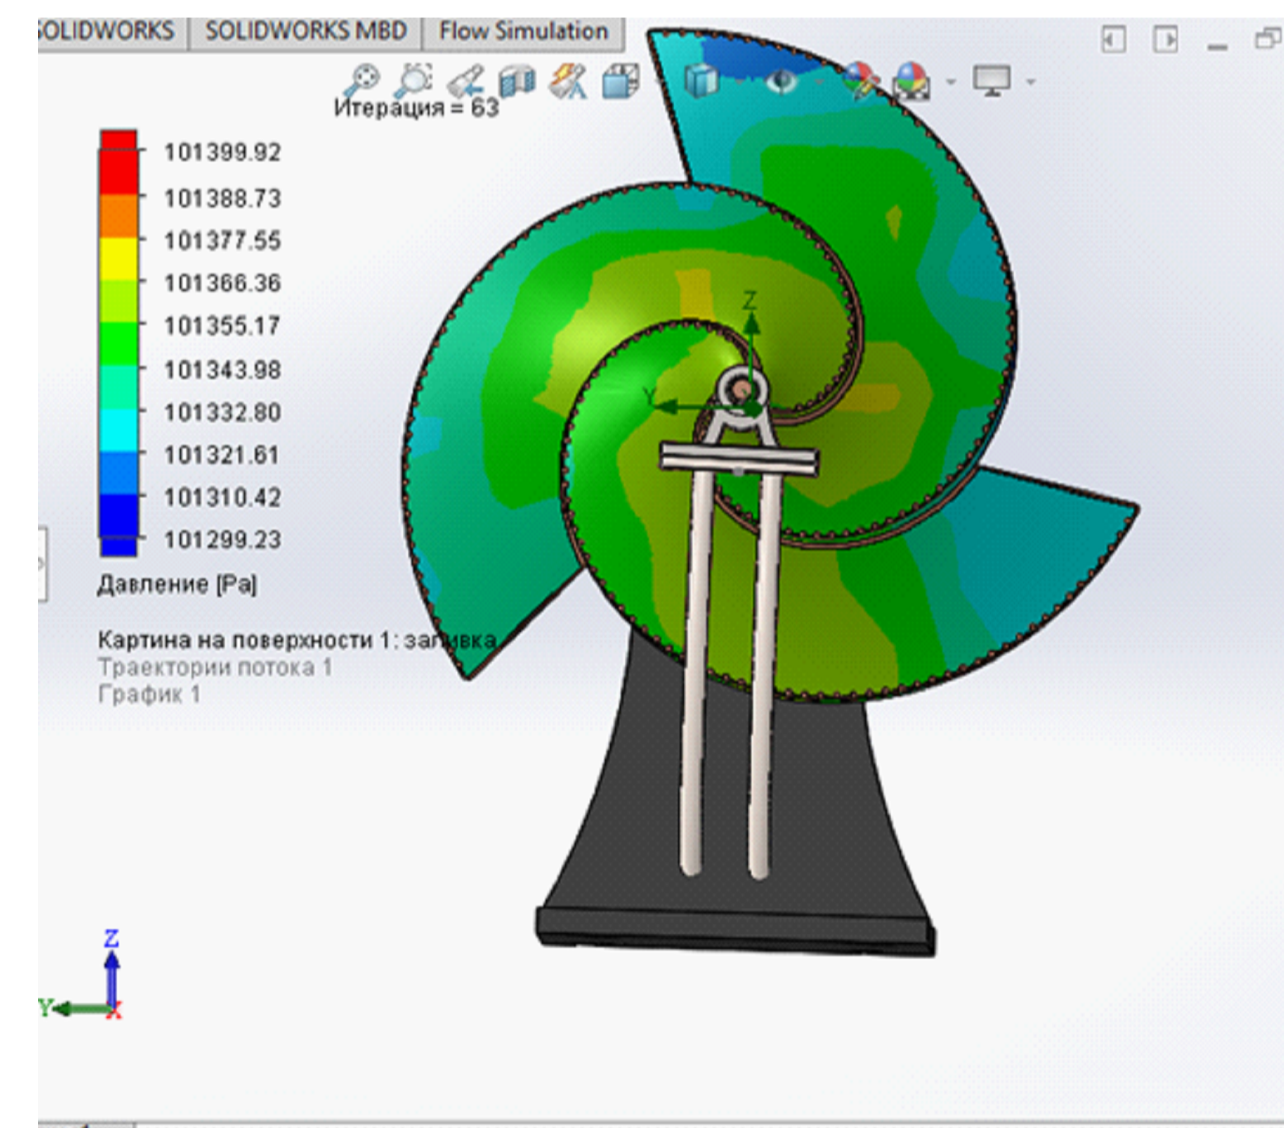 SOLIDWORKS SOLIDWORKS MBD Flow Simulation
Итерация = 63
101399.92
101388.73
101377.55
101366.36
101355.17
101343.98
101332.80
101321.61
101310.42
101299.23
Давление [Pa]
Картина на поверхности 1: заливка
Траектории потока 1
График 1
Z
Y
Z
Y
X